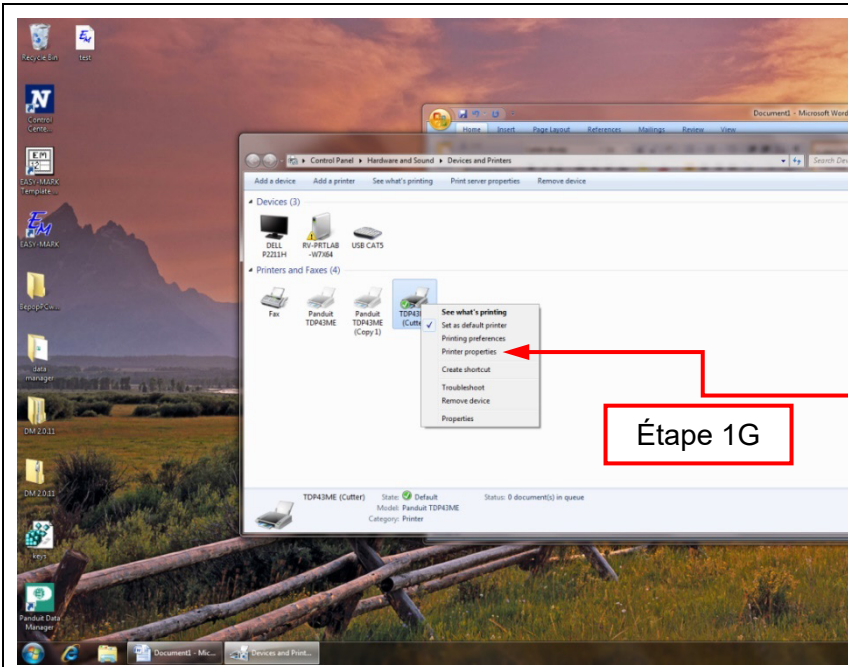 Recycle Bin
test
Control
Cente...
EASY-MARK
Template ...
EASY-MARK
data
manager
DM 2.0.11
DM 2.0.11
keys
Panduit Data
Manager
Document1 - Microsoft Word
Home Insert Page Layout References Mailings Review View
Control Panel Hardware and Sound Devices and Printers
Search Dev
Add a device Add a printer See what's printing Print server properties Remove device
Devices (3)
DELL
P2211H
RV-PRTLAB
-W7X64
USB CAT5
Printers and Faxes (4)
Fax
Panduit
TDP43ME
Panduit
TDP43ME
(Copy 1)
TDP43
(Cutte
See what's printing
Set as default printer
Printing preferences
Printer properties
Create shortcut
Troubleshoot
Remove device
Properties
Étape 1G
TDP43ME (Cutter) State: Default Status: 0 document(s) in queue
Model: Panduit TDP43ME
Category: Printer
Document1 - Mic...
Devices and Print...